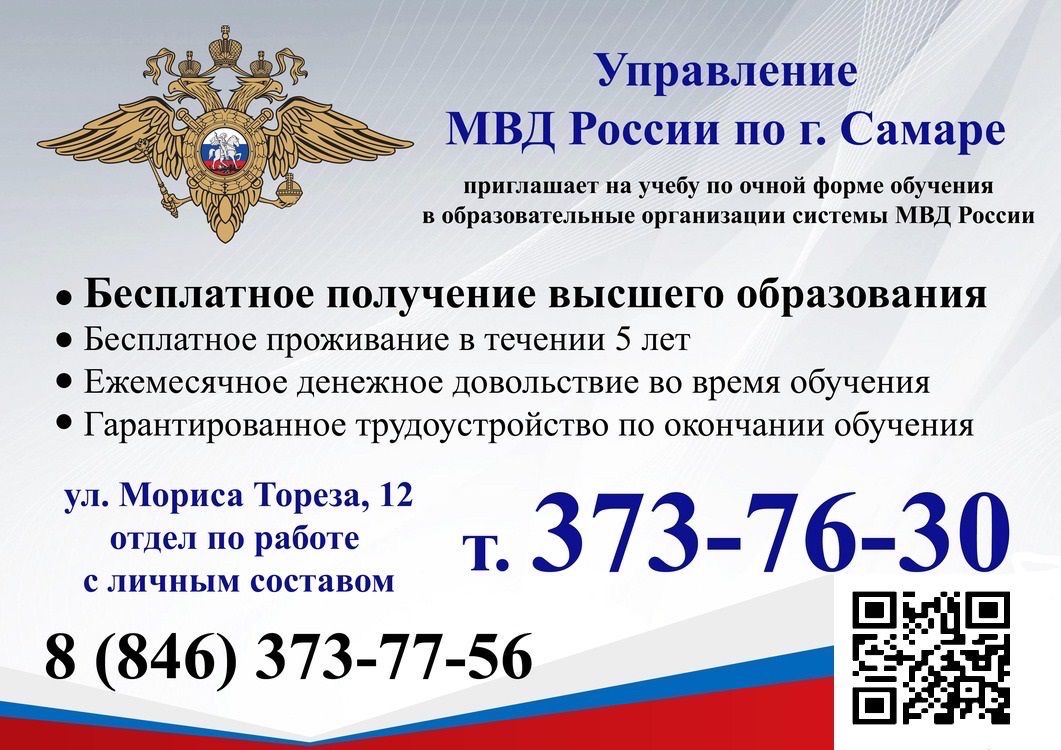 Управление
МВД России по г. Самаре
приглашает на учебу по очной форме обучения
в образовательные организации системы МВД России
• Бесплатное получение высшего образования
• Бесплатное проживание в течении 5 лет
• Ежемесячное денежное довольствие во время обучения
• Гарантированное трудоустройство по окончании обучения
ул. Мориса Тореза, 12
отдел по работе
с личным составом
т. 373-76-30
8 (846) 373-77-56